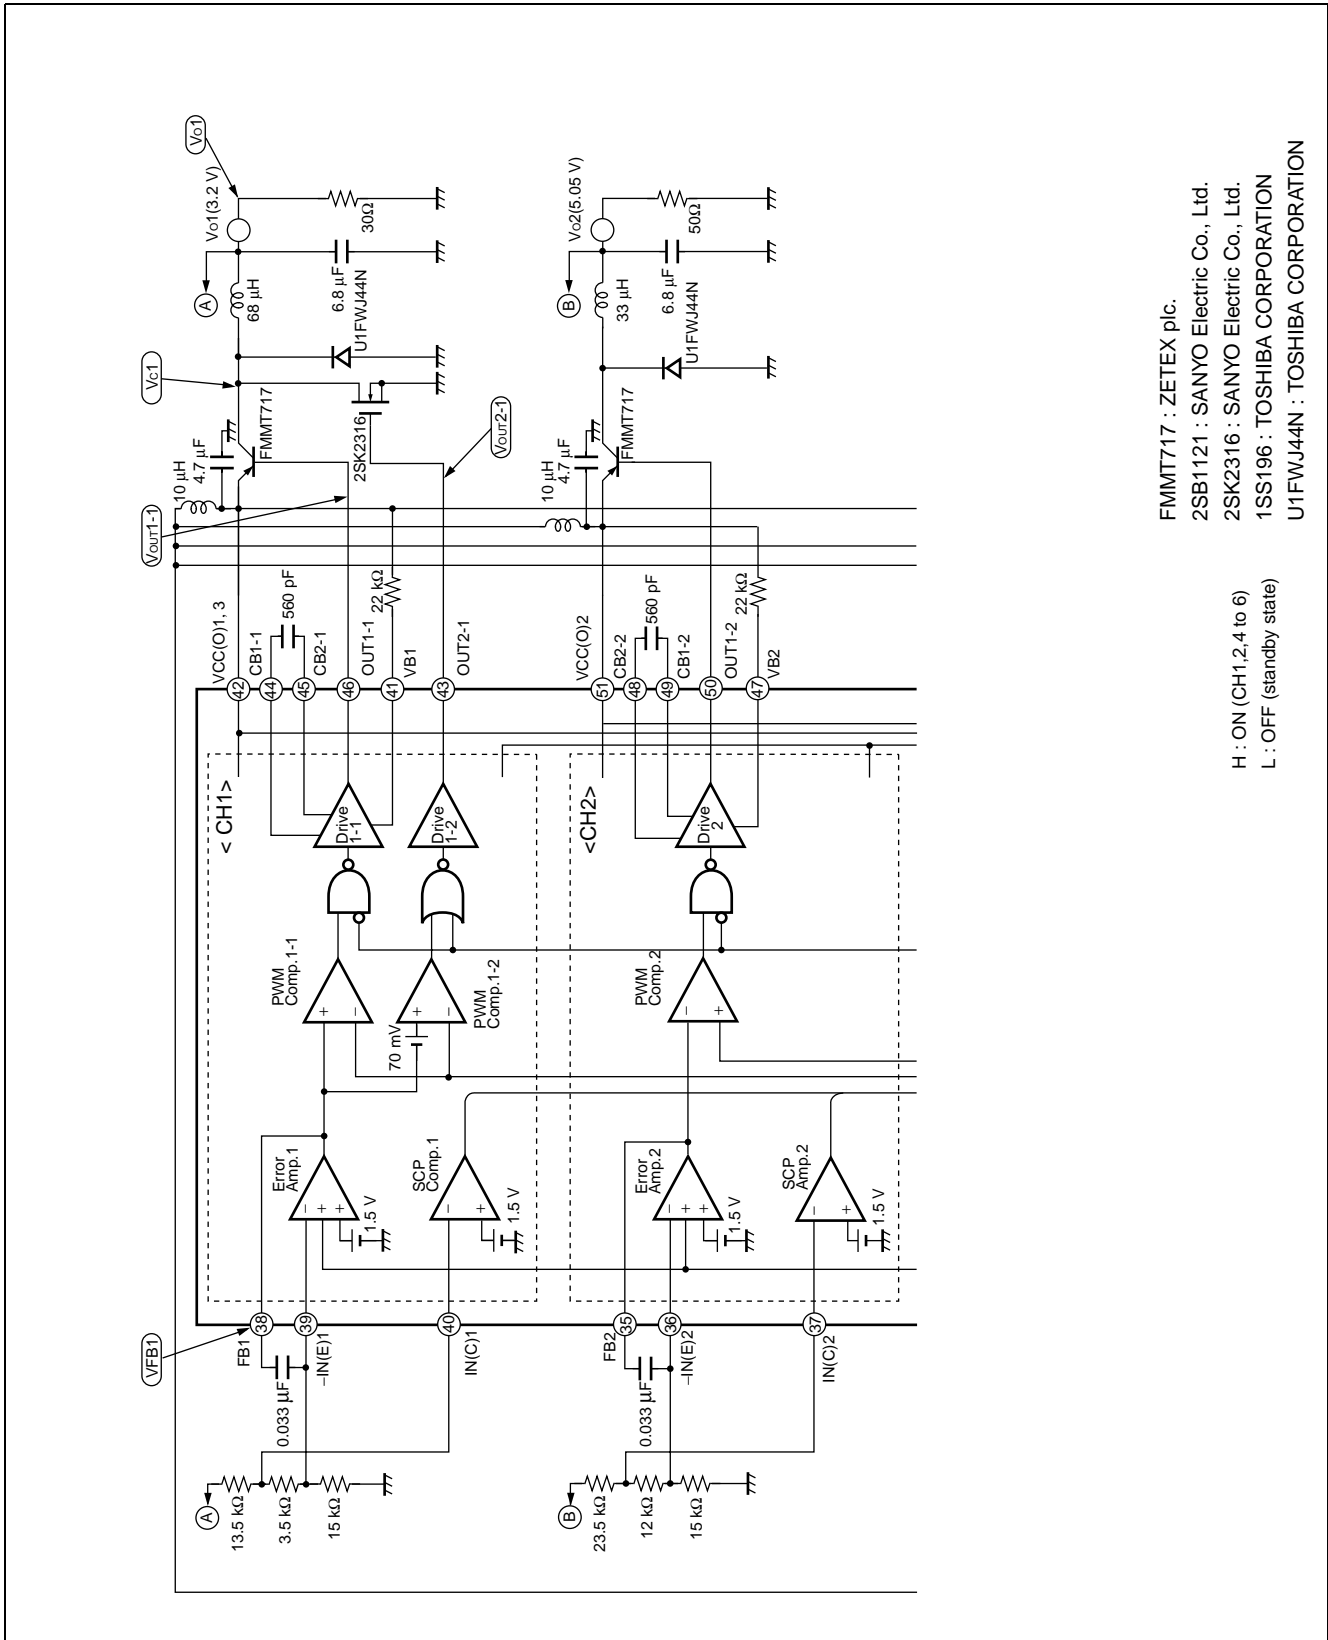 Vo1
Vo1(3.2 V)
A
68 µH
6.8 µF
30Ω
U1FWJ44N
Vc1
FMMT717
2SK2316
VOUT2-1
10 µH
4.7 µF
VOUT1-1
VCC(O)1, 3
CB1-1
560 pF
CB2-1
OUT1-1
22 kΩ
VB1
OUT2-1
42
44
45
46
41
43
< CH1>
Drive
1-1
Drive
1-2
PWM
Comp.1-1
+
−
70 mV
+
−
PWM
Comp.1-2
Error
Amp.1
−
+
+
1.5 V
SCP
Comp.1
−
+
1.5 V
38
39
40
VFB1
FB1
0.033 µF
−IN(E)1
IN(C)1
A
13.5 kΩ
3.5 kΩ
15 kΩ
Vo2(5.05 V)
B
33 µH
6.8 µF
50Ω
U1FWJ44N
FMMT717
10 µH
4.7 µF
VCC(O)2
CB2-2
560 pF
CB1-2
OUT1-2
22 kΩ
VB2
51
48
49
50
47
<CH2>
Drive
2
PWM
Comp.2
−
+
Error
Amp.2
−
+
+
1.5 V
SCP
Amp.2
−
+
1.5 V
35
36
37
FB2
0.033 µF
−IN(E)2
IN(C)2
B
23.5 kΩ
12 kΩ
15 kΩ
H : ON (CH1,2,4 to 6)
L : OFF (standby state)
FMMT717 : ZETEX plc.
2SB1121 : SANYO Electric Co., Ltd.
2SK2316 : SANYO Electric Co., Ltd.
1SS196 : TOSHIBA CORPORATION
U1FWJ44N : TOSHIBA CORPORATION